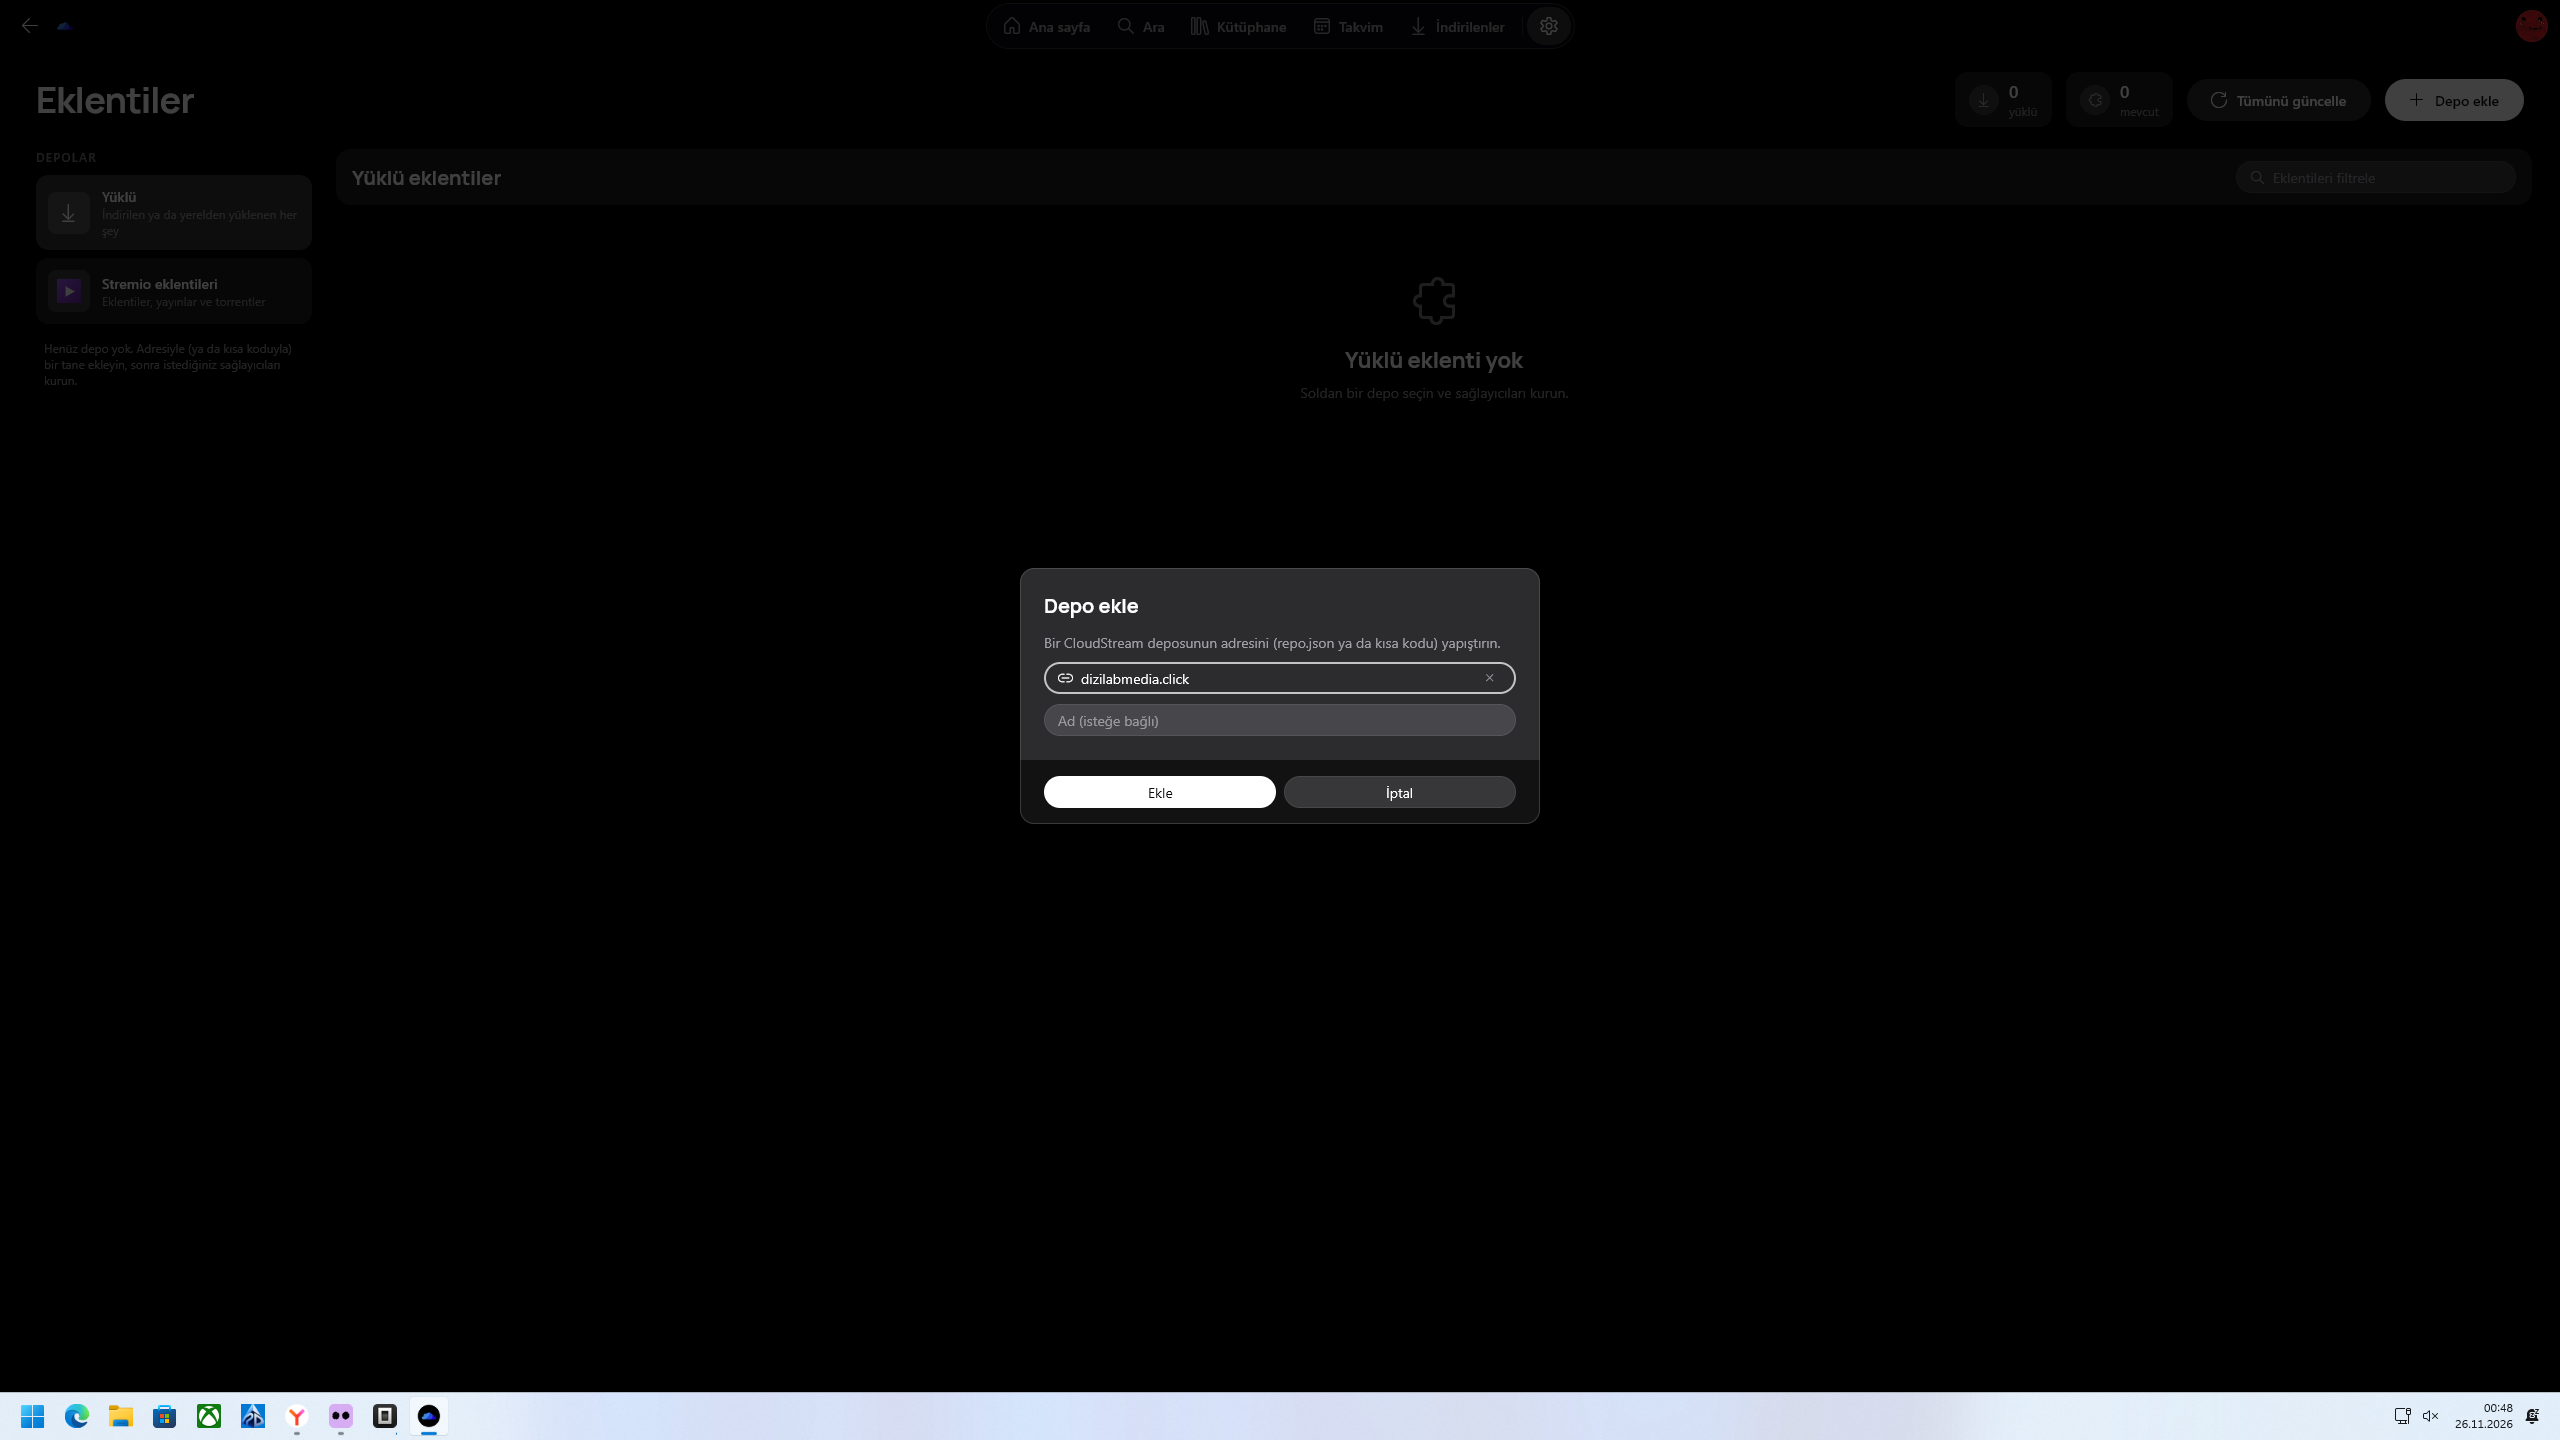 Ana sayfa
Ara
Kütüphane
Takvim
İndirilenler
Eklentiler
0
yüklü
0
mevcut
Tümünü güncelle
Depo ekle
DEPOLAR
Yüklü
İndirilen ya da yerelden yüklenen her
şey
Stremio eklentileri
Eklentiler, yayınlar ve torrentler
Henüz depo yok. Adresiyle (ya da kısa koduyla)
bir tane ekleyin, sonra istediğiniz sağlayıcıları
kurun.
Yüklü eklentiler
Eklentileri filtrele
Yüklü eklenti yok
Soldan bir depo seçin ve sağlayıcıları kurun.
Depo ekle
Bir CloudStream deposunun adresini (repo.json ya da kısa kodu) yapıştırın.
dizilabmedia.click
Ad (isteğe bağlı)
Ekle
İptal
00:48
26.11.2026